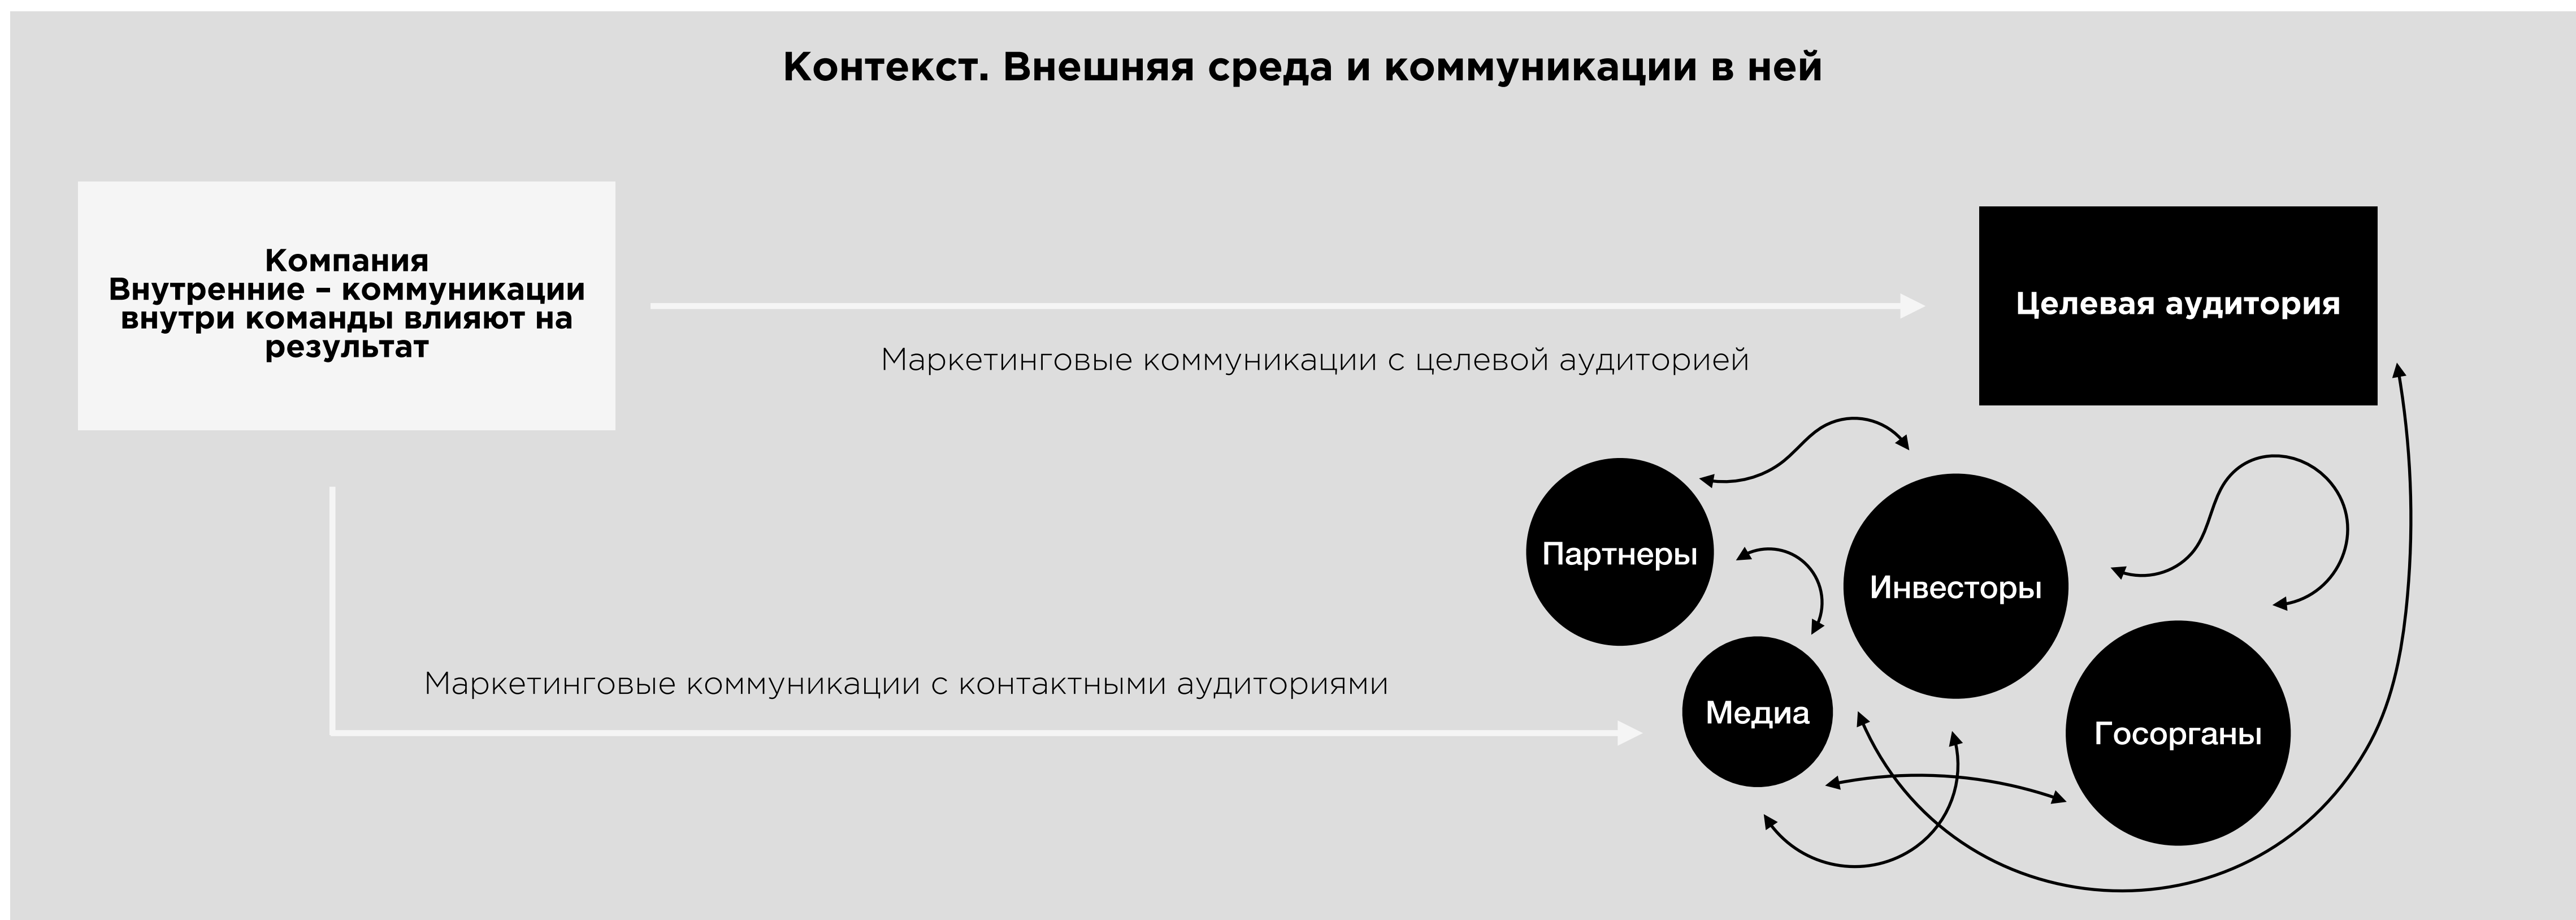 Контекст. Внешняя среда и коммуникации в ней
Компания
Внутренние – коммуникации
внутри команды влияют на
результат
Целевая аудитория
Маркетинговые коммуникации с целевой аудиторией
Партнеры
Инвесторы
Маркетинговые коммуникации с контактными аудиториями
Медиа
Госорганы